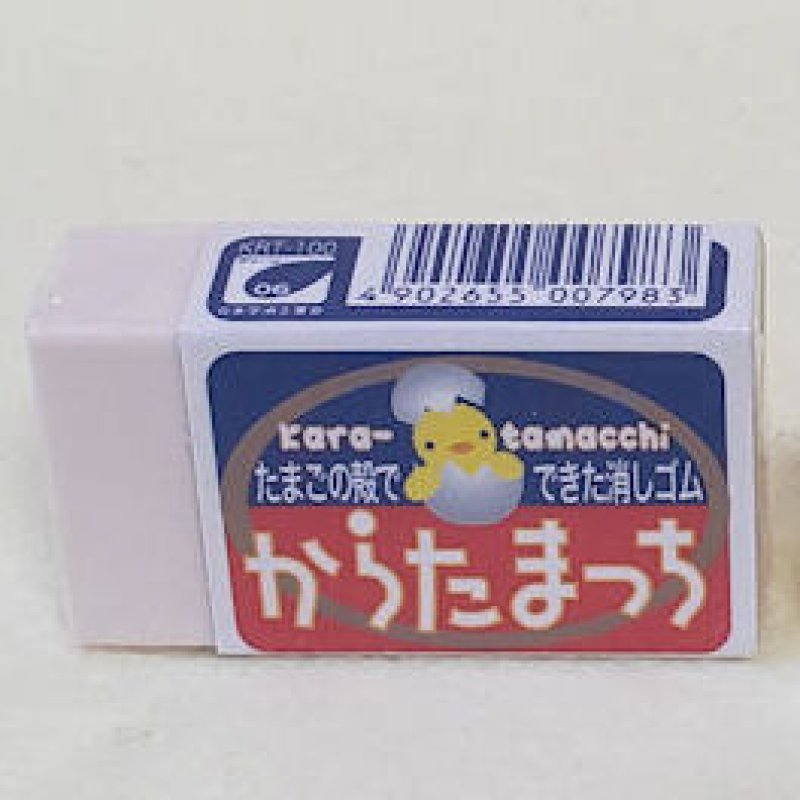 KRT-100
06
4 902655 007983
kara- tamacchi
たまごの殻で できた消しゴム
からたまっち